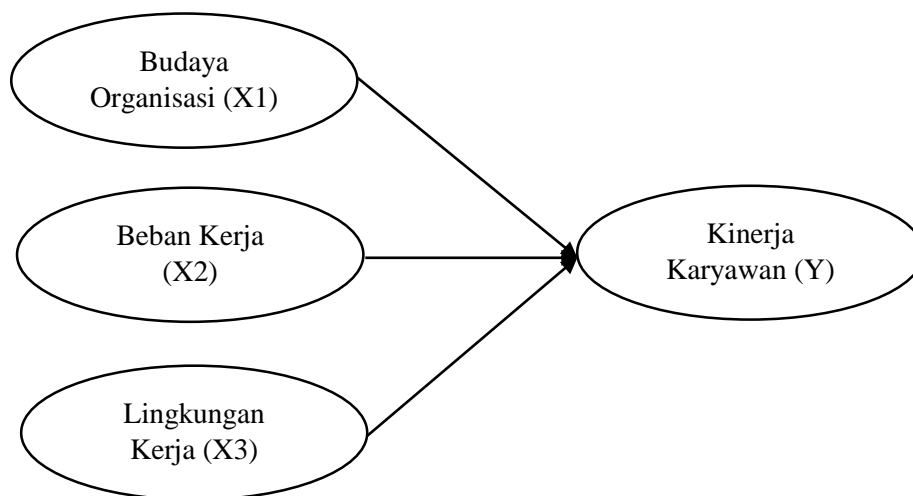 Budaya
Organisasi (X1)
Beban Kerja
(X2)
Kinerja
Karyawan (Y)
Lingkungan
Kerja (X3)